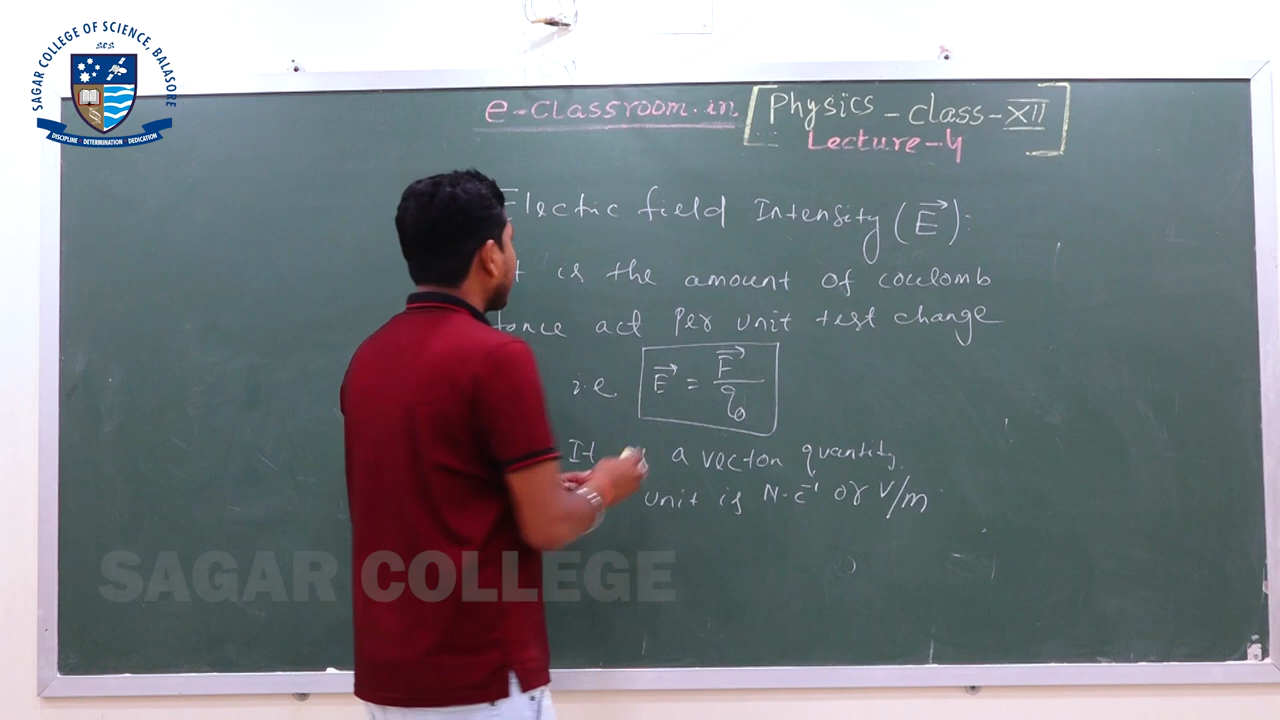 SAGAR COLLEGE OF SCIENCE, BALASORE
SCS
DISCIPLINE DETERMINATION DEDICATION
e-Classroom.in [Physics - class - XII]
Lecture-4
Electric field Intensity (E⃗):
is the amount of coulomb
act per unit test charge
i.e E⃗ = F⃗/q₀
It a vector quantity.
unit is N.C⁻¹ or V/m
SAGAR COLLEGE